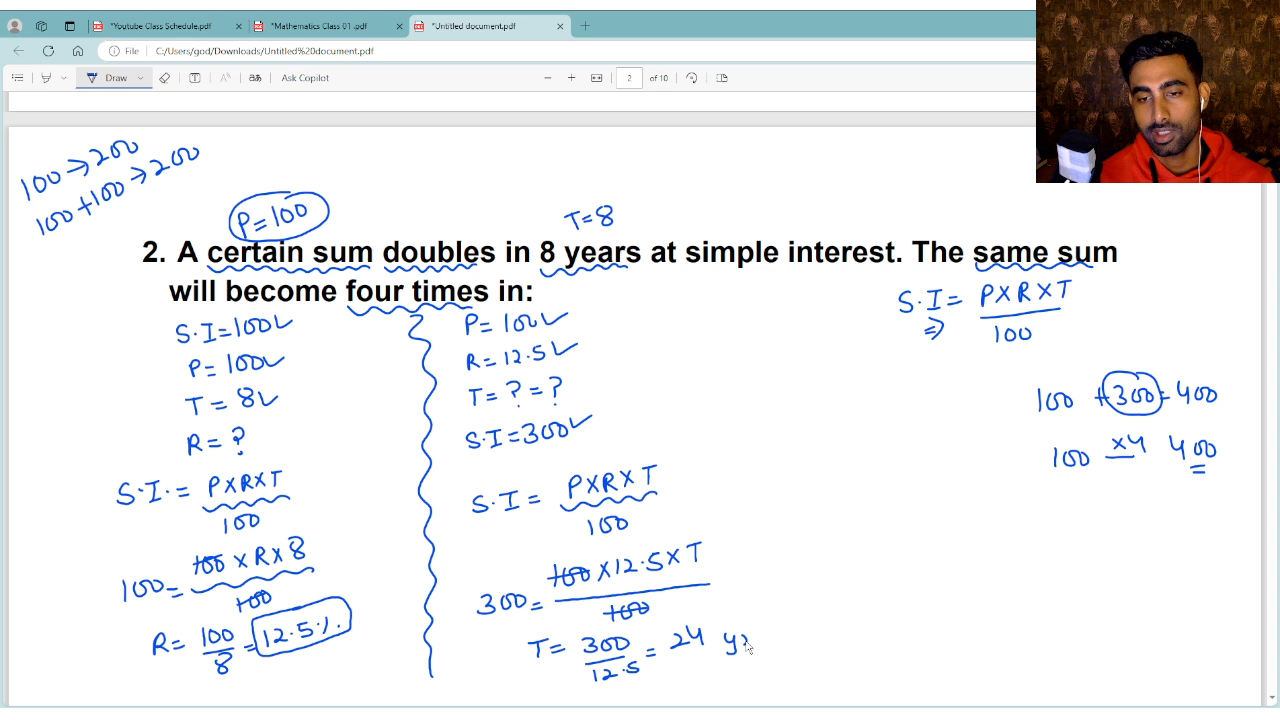 *Youtube Class Schedule.pdf
*Mathematics Class 01 .pdf
*Untitled document.pdf
File C:/Users/god/Downloads/Untitled%20document.pdf
Draw
Ask Copilot
2 of 10
100→200
100+100→200
P=100
T=8
2. A certain sum doubles in 8 years at simple interest. The same sum
will become four times in:
S.I=100✓
P=100✓
T=8✓
R=?
S.I.=P×R×T
100
100=100×R×8
100
R=100/8=12.5%.
P=100✓
R=12.5✓
T=?=?
S.I=300✓
S.I=P×R×T
100
300=100×12.5×T
100
T=300/12.5=24 y
S.I=P×R×T
⇒ 100
100+300=400
100 ×4 400